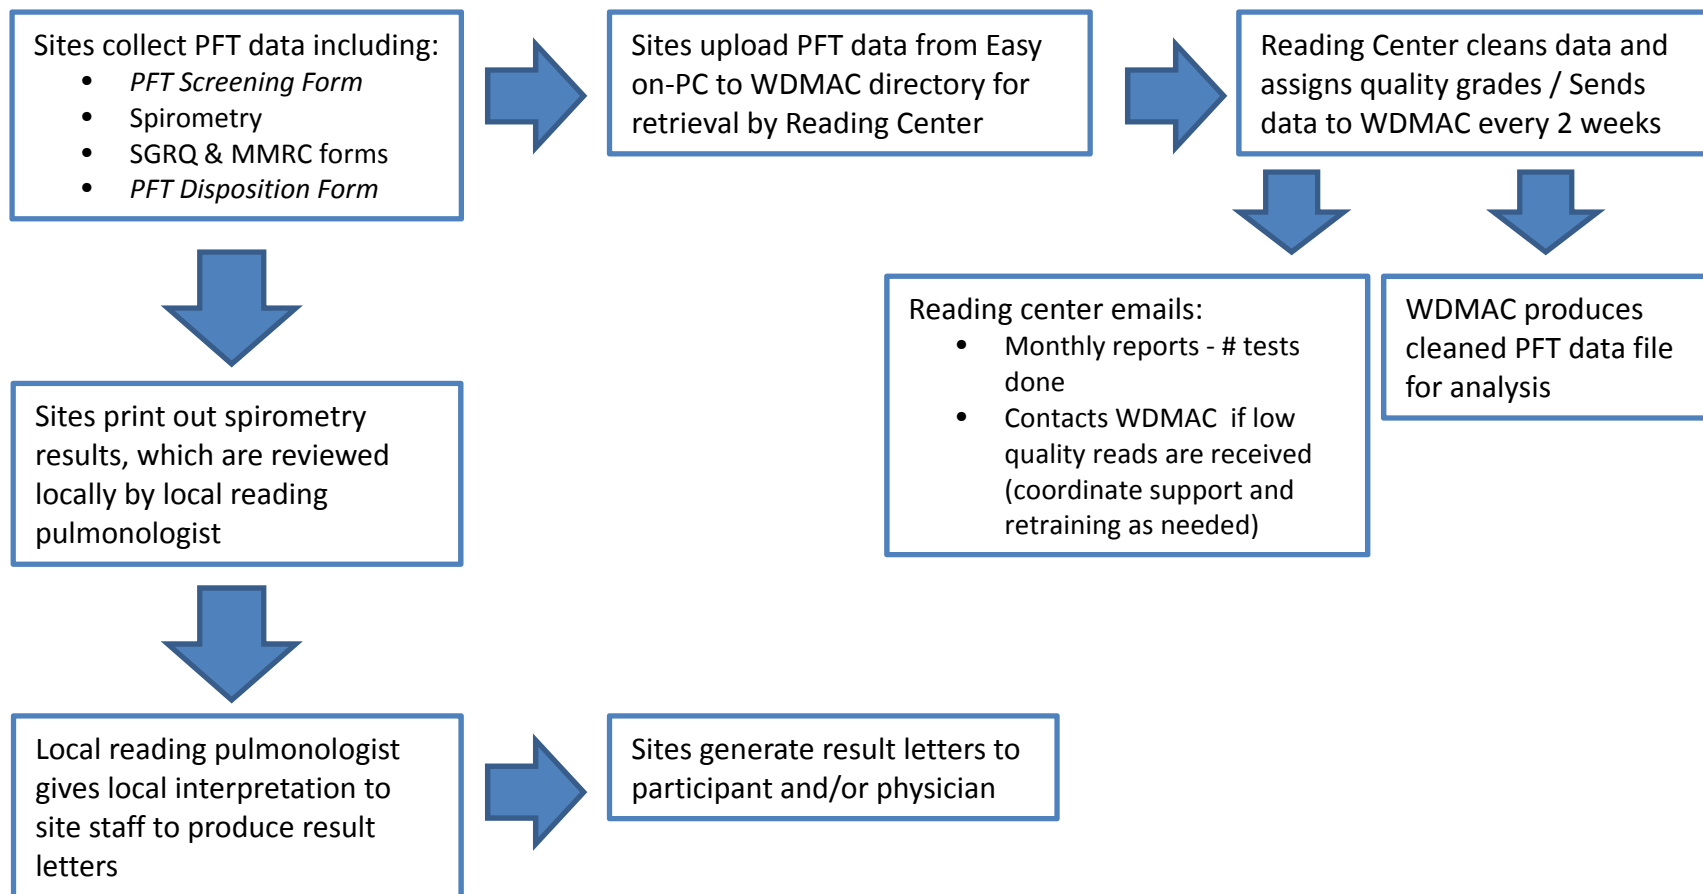 Sites collect PFT data including:
• PFT Screening Form
• Spirometry
• SGRQ & MMRC forms
• PFT Disposition Form
Sites upload PFT data from Easy
on-PC to WDMAC directory for
retrieval by Reading Center
Reading Center cleans data and
assigns quality grades / Sends
data to WDMAC every 2 weeks
Reading center emails:
• Monthly reports - # tests
done
• Contacts WDMAC  if low
quality reads are received
(coordinate support and
retraining as needed)
WDMAC produces
cleaned PFT data file
for analysis
Sites print out spirometry
results, which are reviewed
locally by local reading
pulmonologist
Local reading pulmonologist
gives local interpretation to
site staff to produce result
letters
Sites generate result letters to
participant and/or physician